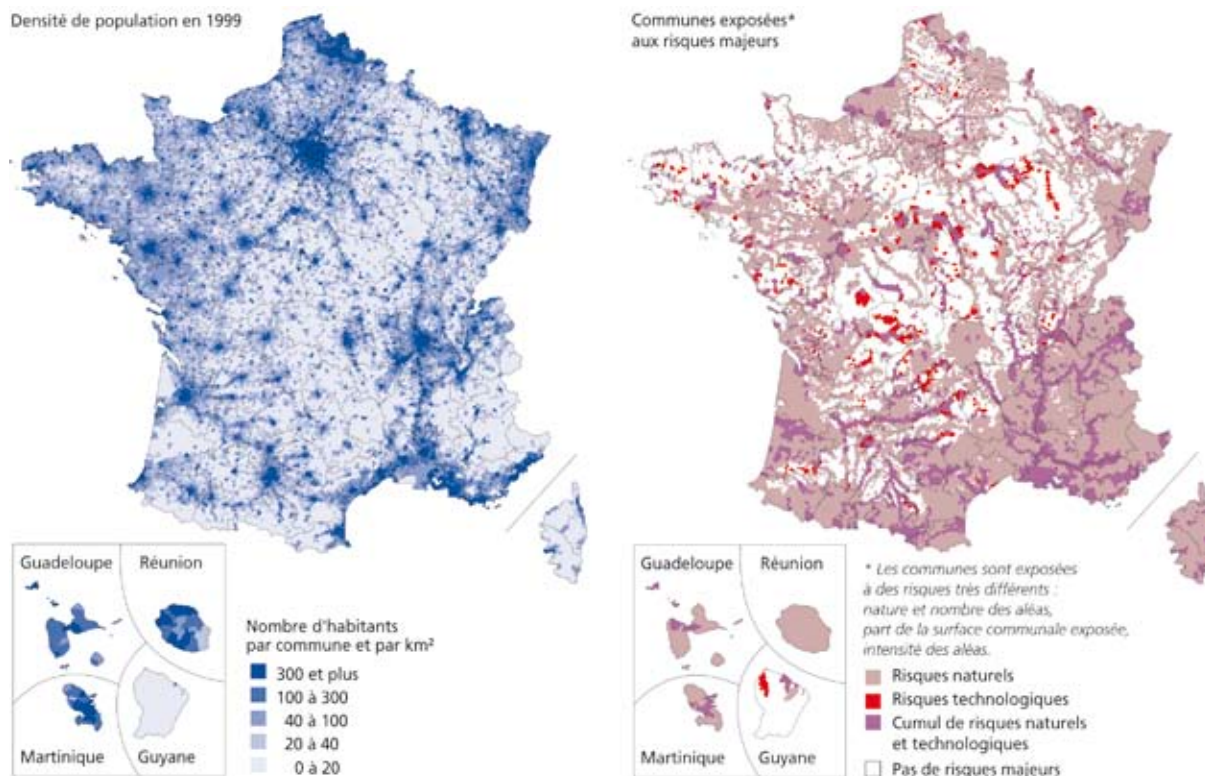 Densité de population en 1999
Guadeloupe
Réunion
Martinique
Guyane
Nombre d'habitants
par commune et par km²
300 et plus
100 à 300
40 à 100
20 à 40
0 à 20
Communes exposées*
aux risques majeurs
Guadeloupe
Réunion
Martinique
Guyane
* Les communes sont exposées
à des risques très différents :
nature et nombre des aléas,
part de la surface communale exposée,
intensité des aléas.
Risques naturels
Risques technologiques
Cumul de risques naturels
et technologiques
Pas de risques majeurs